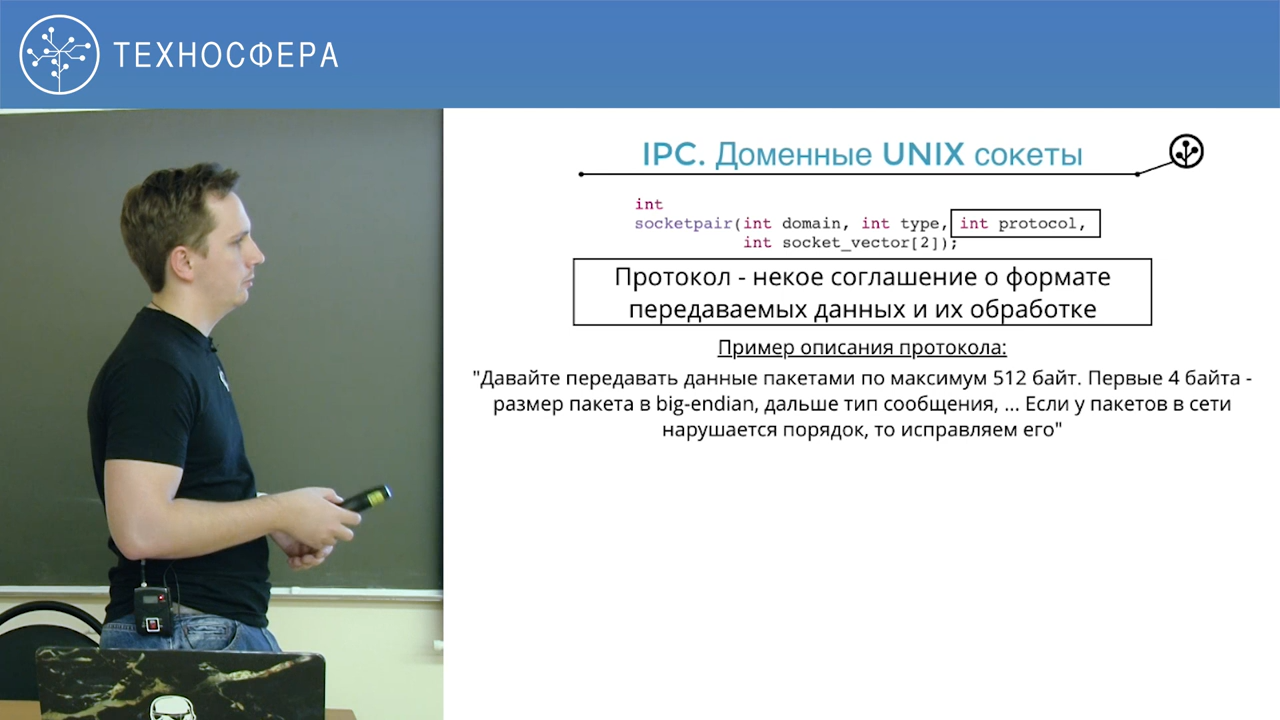 ТЕХНОСФЕРА
IPC. Доменные UNIX сокеты
int
socketpair(int domain, int type, int protocol,
int socket_vector[2]);
Протокол - некое соглашение о формате
передаваемых данных и их обработке
Пример описания протокола:
"Давайте передавать данные пакетами по максимум 512 байт. Первые 4 байта -
размер пакета в big-endian, дальше тип сообщения, ... Если у пакетов в сети
нарушается порядок, то исправляем его"